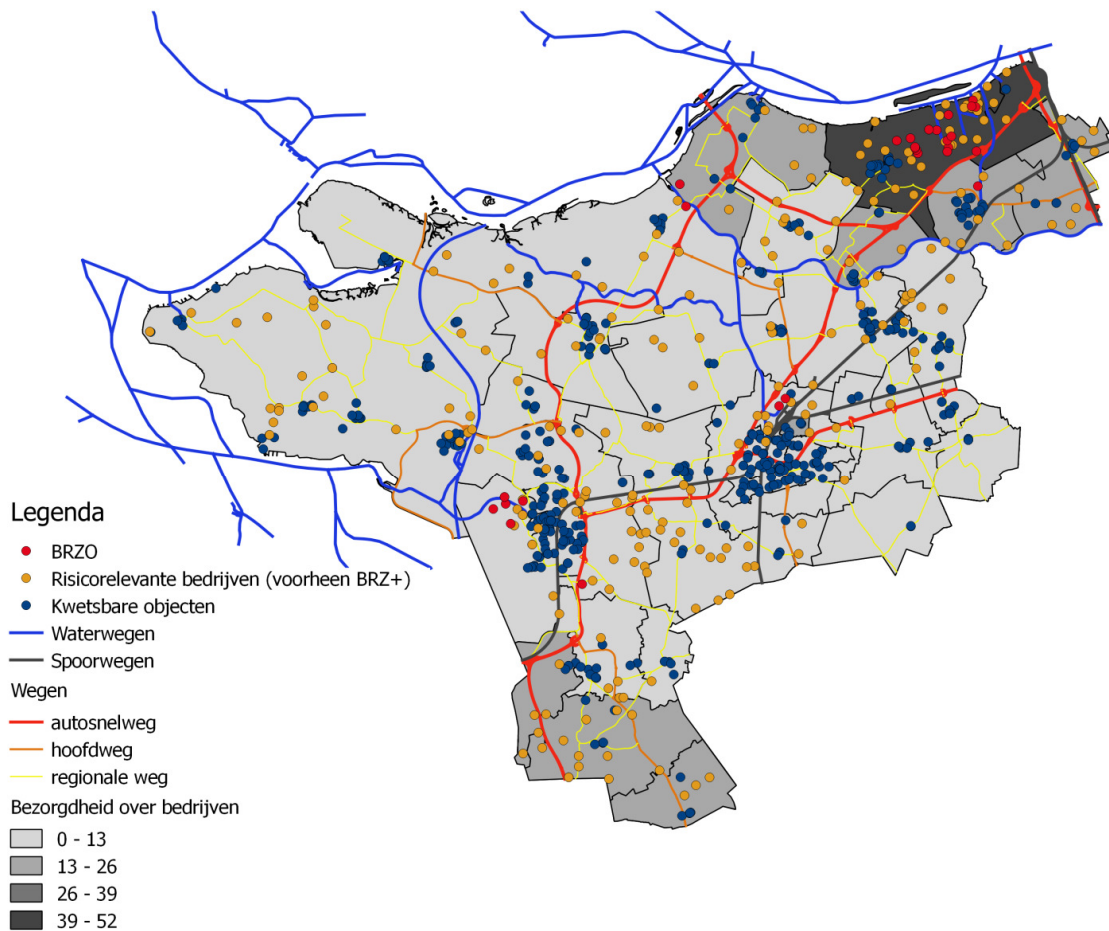 Legenda
BRZO
Risicorelevante bedrijven (voorheen BRZ+)
Kwetsbare objecten
Waterwegen
Spoorwegen
Wegen
autosnelweg
hoofdweg
regionale weg
Bezorgdheid over bedrijven
0 - 13
13 - 26
26 - 39
39 - 52